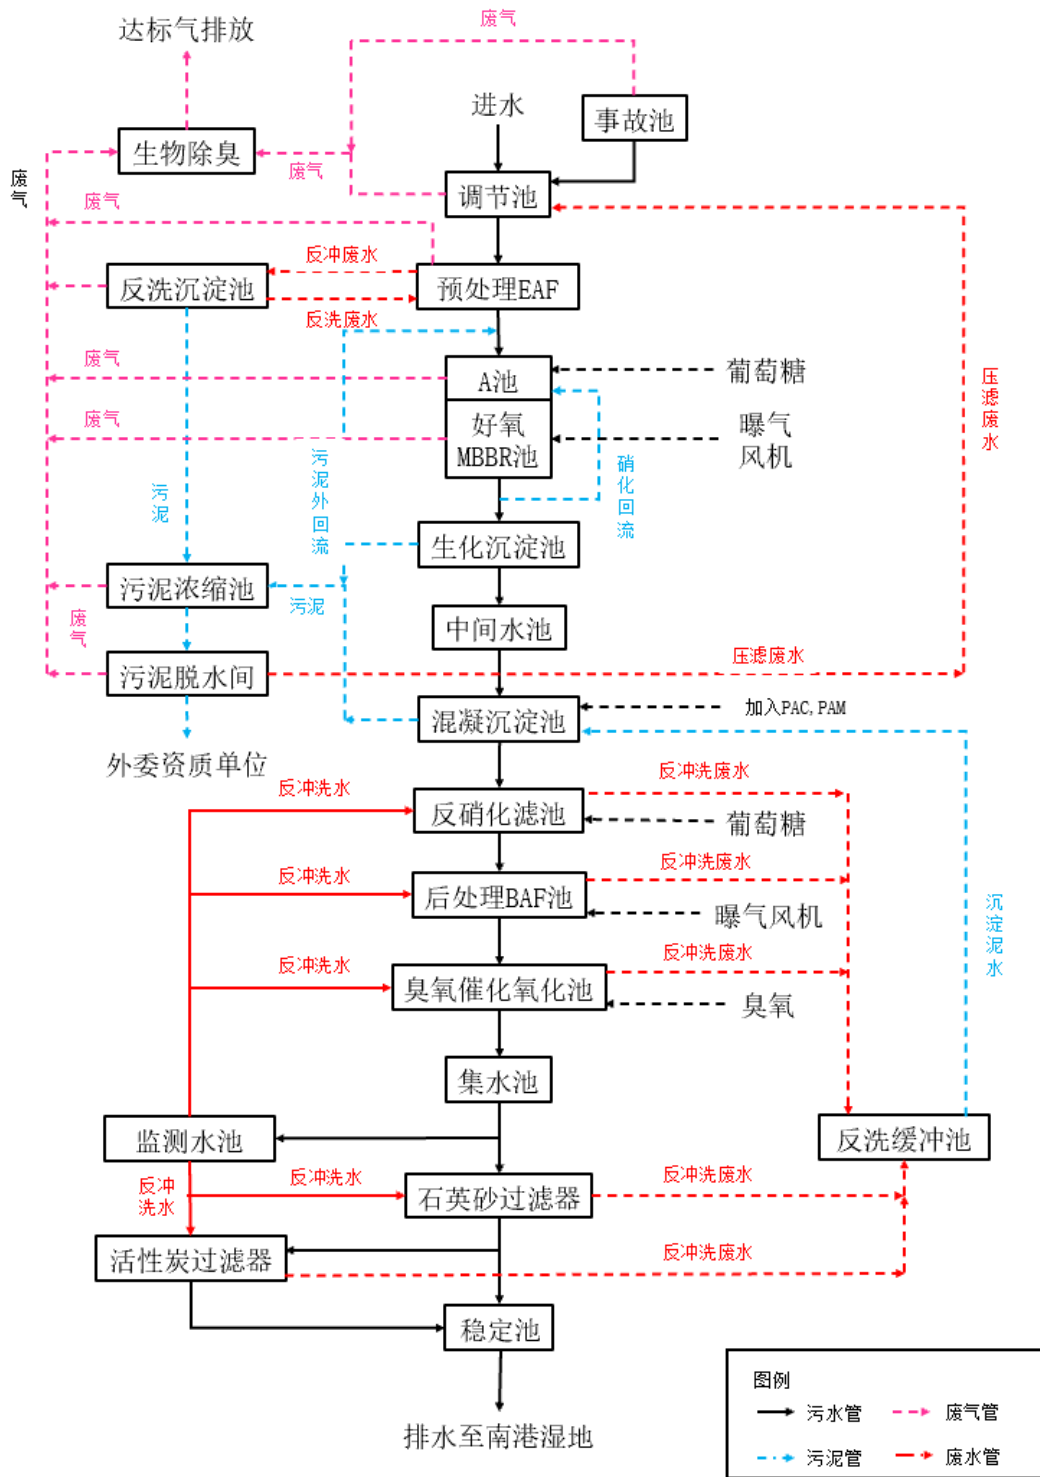 达标气排放
废气
进水
事故池
生物除臭
废气
废气
调节池
废气
反冲废水
反洗沉淀池
预处理EAF
反洗废水
废气
A池
葡萄糖
压滤废水
废气
好氧
MBBR池
曝气
风机
污泥
污泥外回流
硝化回流
生化沉淀池
污泥浓缩池
污泥
废气
中间水池
污泥脱水间
压滤废水
混凝沉淀池
加入PAC,PAM
外委资质单位
反冲洗水
反冲洗废水
反硝化滤池
葡萄糖
反冲洗水
反冲洗废水
后处理BAF池
曝气风机
沉淀泥水
反冲洗水
反冲洗废水
臭氧催化氧化池
臭氧
集水池
监测水池
反洗缓冲池
反冲
洗水
反冲洗水
反冲洗废水
石英砂过滤器
活性炭过滤器
反冲洗废水
稳定池
排水至南港湿地
图例
污水管
废气管
污泥管
废水管